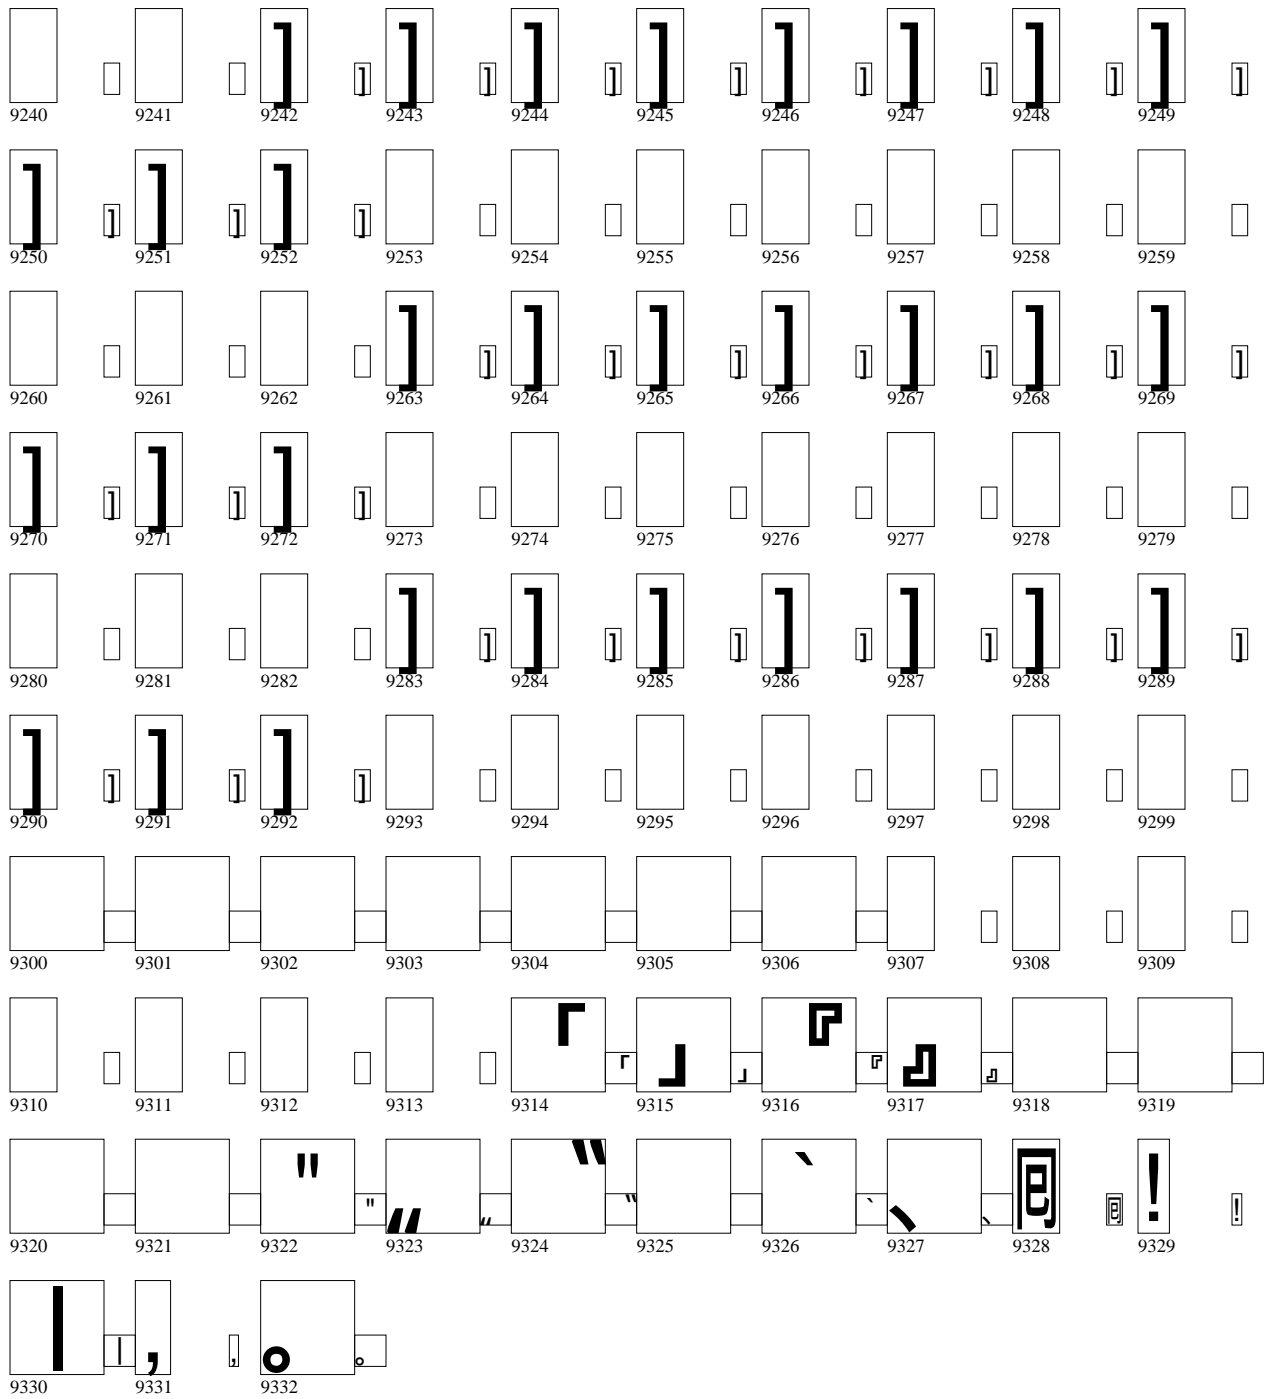 ] ] ] ] ] ] ] ] ] ] ] ] ] ] ] ]
9240 9241 9242 9243 9244 9245 9246 9247 9248 9249
] ] ] ] ] ]
9250 9251 9252 9253 9254 9255 9256 9257 9258 9259
] ] ] ] ] ] ] ] ] ] ] ] ] ]
9260 9261 9262 9263 9264 9265 9266 9267 9268 9269
] ] ] ] ] ]
9270 9271 9272 9273 9274 9275 9276 9277 9278 9279
] ] ] ] ] ] ] ] ] ] ] ] ] ]
9280 9281 9282 9283 9284 9285 9286 9287 9288 9289
] ] ] ] ] ]
9290 9291 9292 9293 9294 9295 9296 9297 9298 9299
9300 9301 9302 9303 9304 9305 9306 9307 9308 9309
「 「 」 」 『 『 』 』
9310 9311 9312 9313 9314 9315 9316 9317 9318 9319
" " 〟 〟 〝 〝 ` ` 、 、 ! !
9320 9321 9322 9323 9324 9325 9326 9327 9328 9329
| | , , 。 。
9330 9331 9332